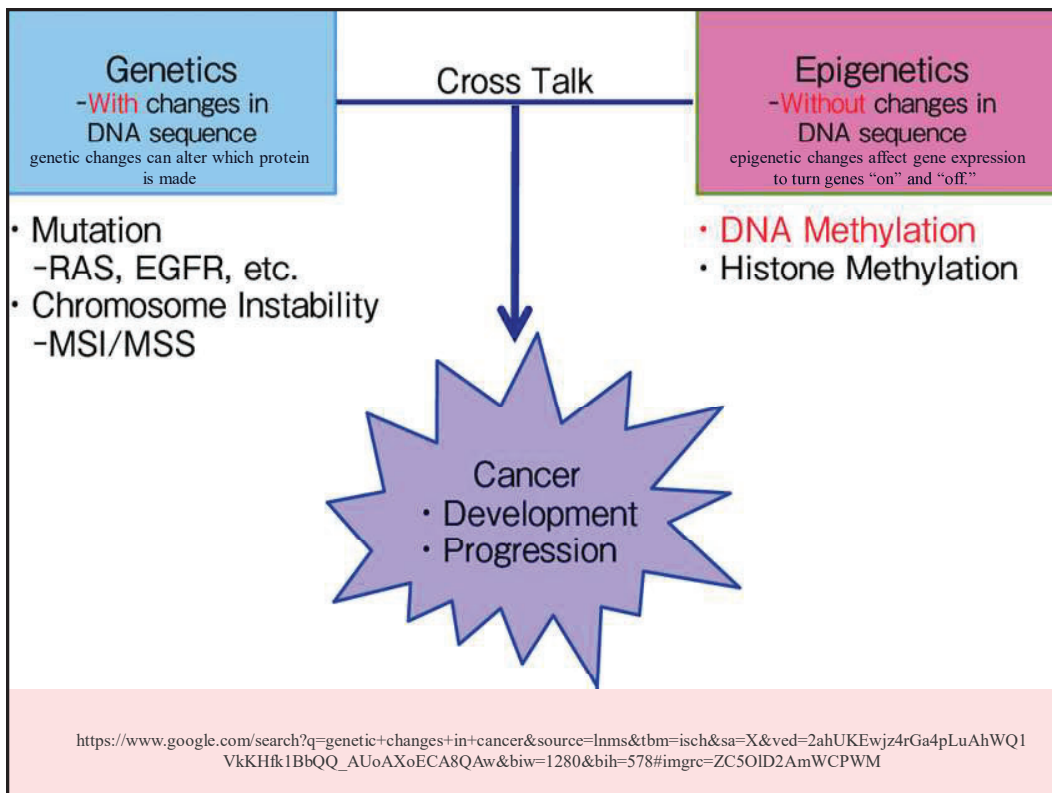 Genetics
-With changes in
DNA sequence
genetic changes can alter which protein
is made
Cross Talk
Epigenetics
-Without changes in
DNA sequence
epigenetic changes affect gene expression
to turn genes “on” and “off.”
· Mutation
-RAS, EGFR, etc.
· Chromosome Instability
-MSI/MSS
· DNA Methylation
· Histone Methylation
Cancer
· Development
· Progression
https://www.google.com/search?q=genetic+changes+in+cancer&source=lnms&tbm=isch&sa=X&ved=2ahUKEwjz4rGa4pLuAhWQ1
VkKHfk1BbQQ_AUoAXoECA8QAw&biw=1280&bih=578#imgrc=ZC5OlD2AmWCPWM